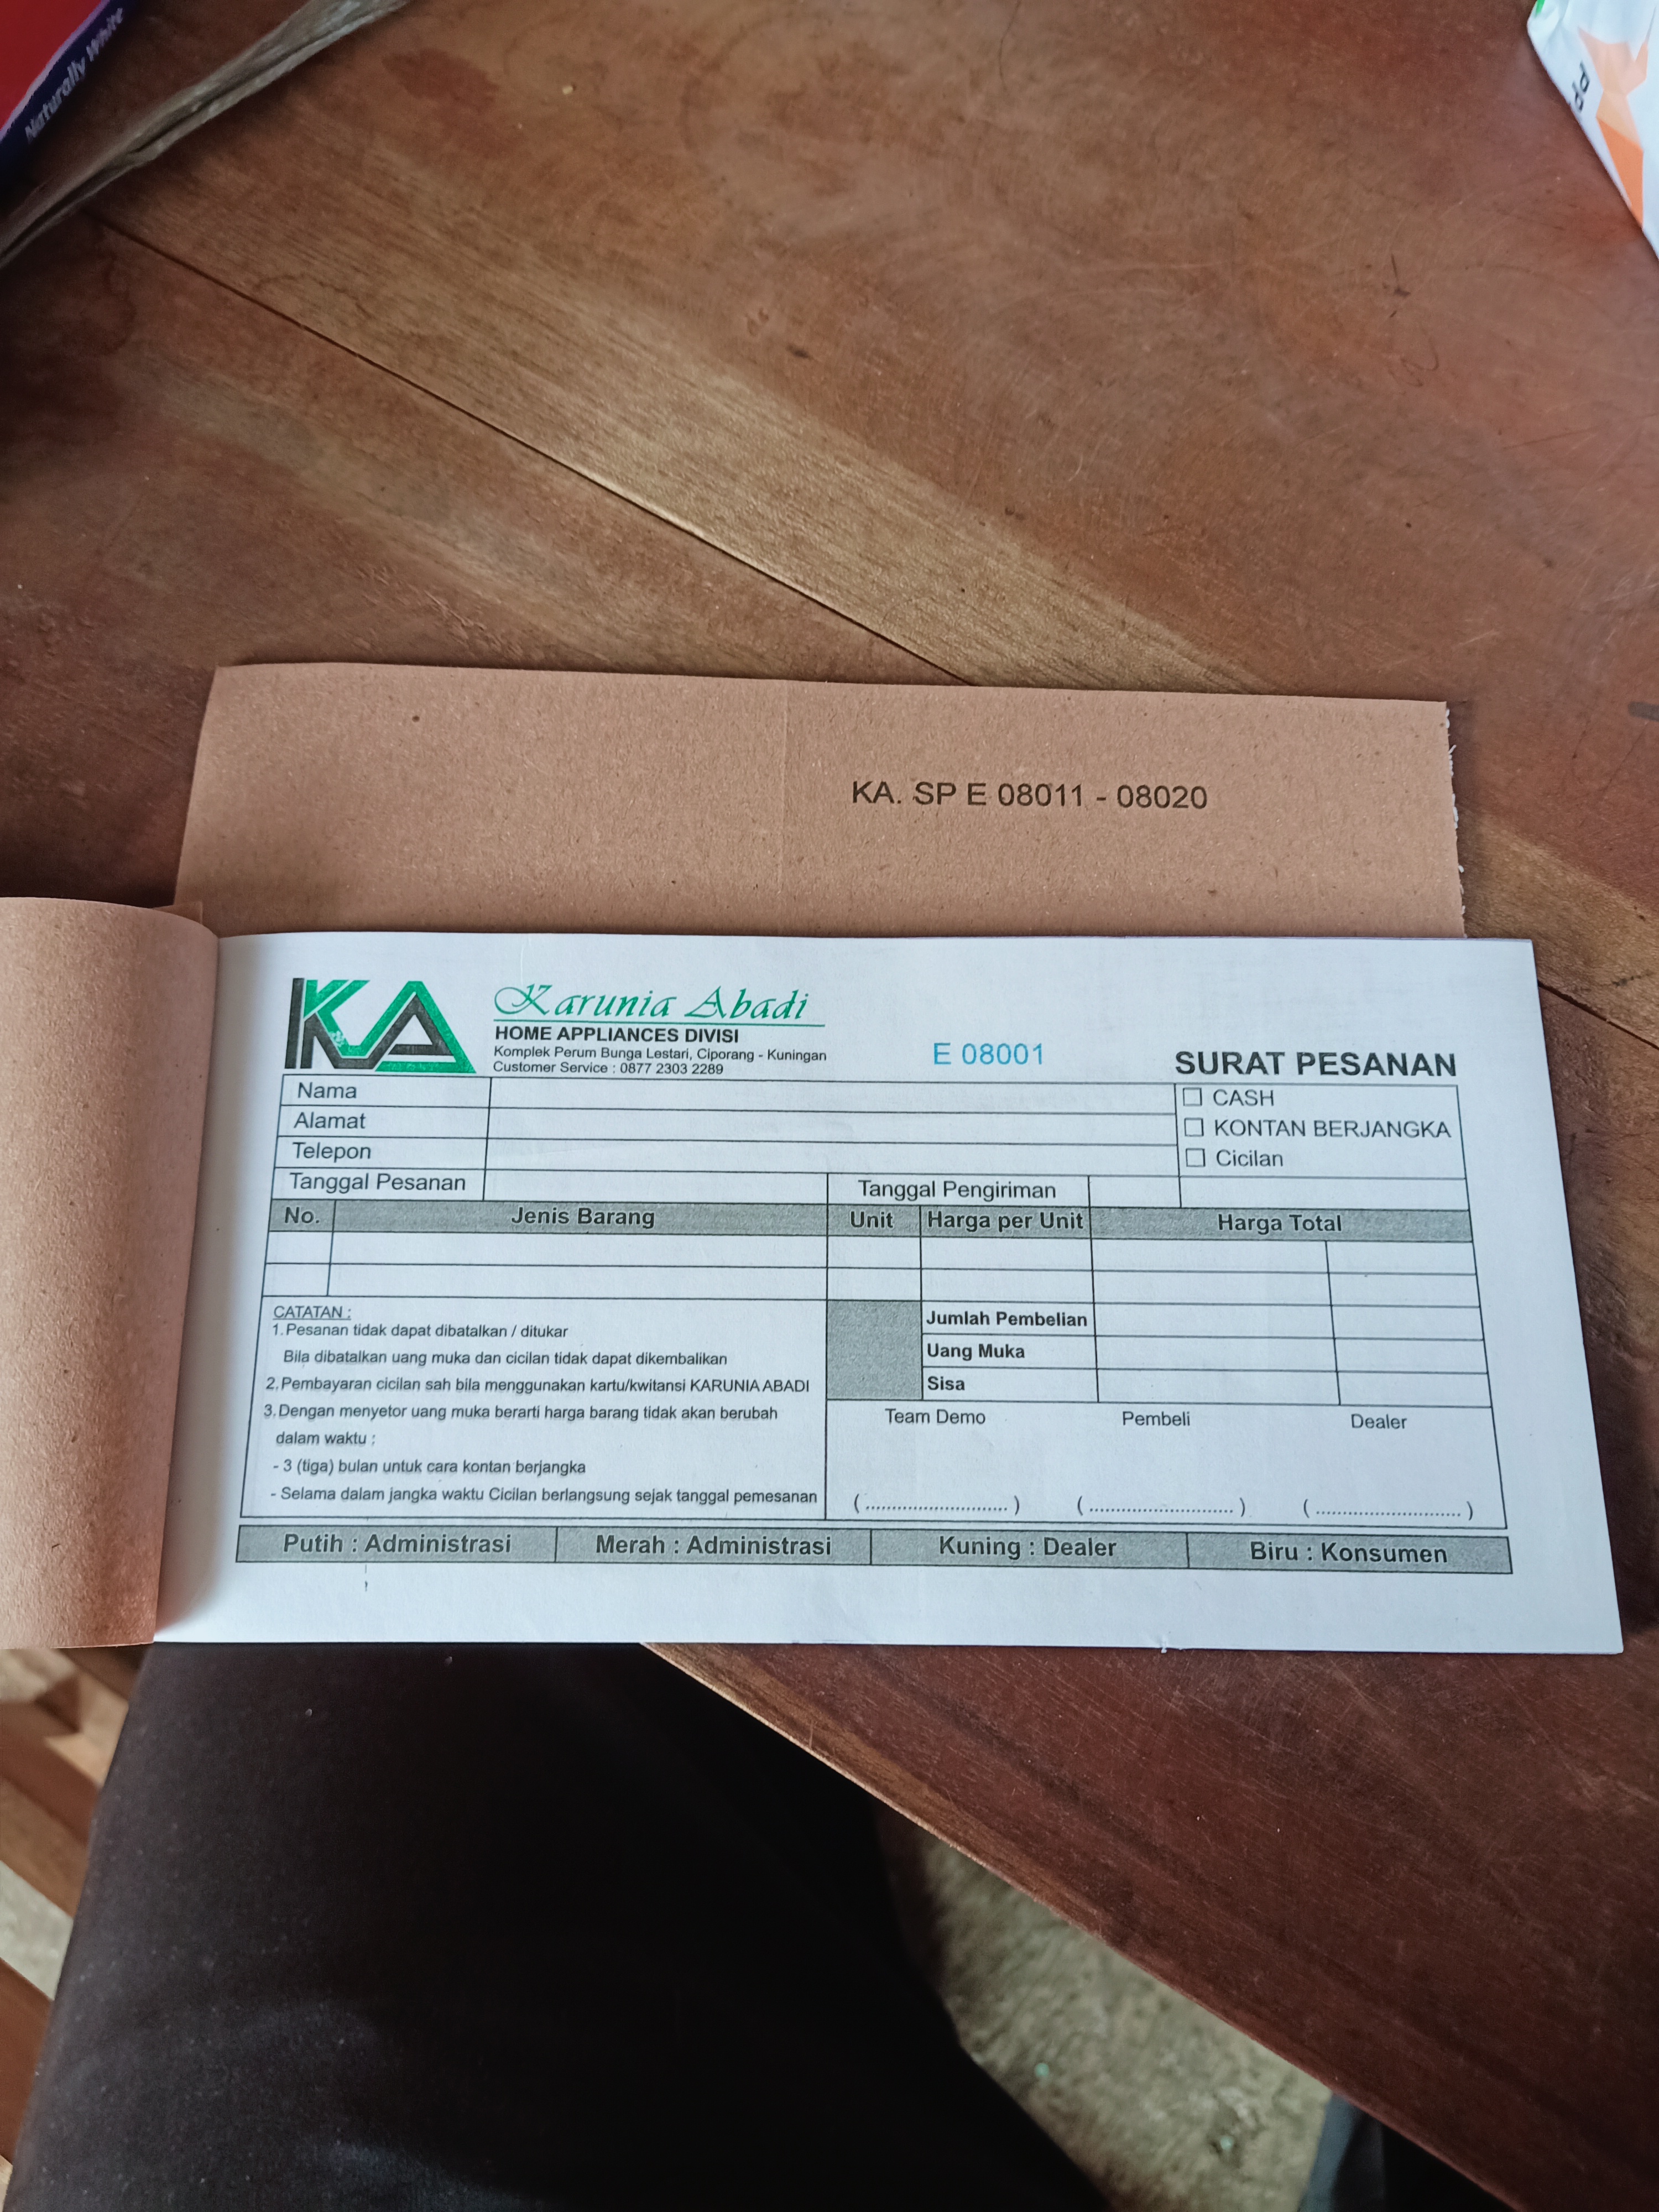 Naturally White
PP
KA. SP E 08011 - 08020
KA
Karunia Abadi
HOME APPLIANCES DIVISI
Komplek Perum Bunga Lestari, Ciporang - Kuningan
Customer Service : 0877 2303 2289
E 08001
SURAT PESANAN
Nama
Alamat
Telepon
CASH
KONTAN BERJANGKA
Cicilan
Tanggal Pesanan
Tanggal Pengiriman
No. Jenis Barang Unit Harga per Unit Harga Total
CATATAN :
1. Pesanan tidak dapat dibatalkan / ditukar
Bila dibatalkan uang muka dan cicilan tidak dapat dikembalikan
2. Pembayaran cicilan sah bila menggunakan kartu/kwitansi KARUNIA ABADI
3. Dengan menyetor uang muka berarti harga barang tidak akan berubah
dalam waktu ;
- 3 (tiga) bulan untuk cara kontan berjangka
- Selama dalam jangka waktu Cicilan berlangsung sejak tanggal pemesanan
Jumlah Pembelian
Uang Muka
Sisa
Team Demo Pembeli Dealer
(............................) (............................) (............................)
Putih : Administrasi Merah : Administrasi Kuning : Dealer Biru : Konsumen